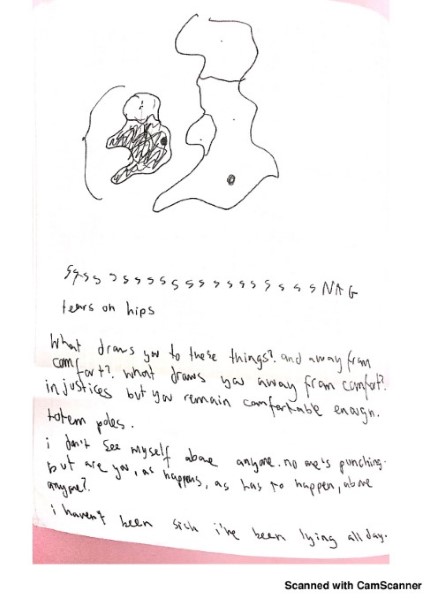 sssss s s s s s s s s s s s s s s NAG
tears on hips
What draws you to these things? and away from
comfort? what draws you away from comfort?
injustices but you remain comfortable enough.
totem poles.
i don't see myself above anyone. no one's punching.
but are you, as happens, as has to happen, above
anyone?
i haven't been sick i've been lying all day.
Scanned with CamScanner